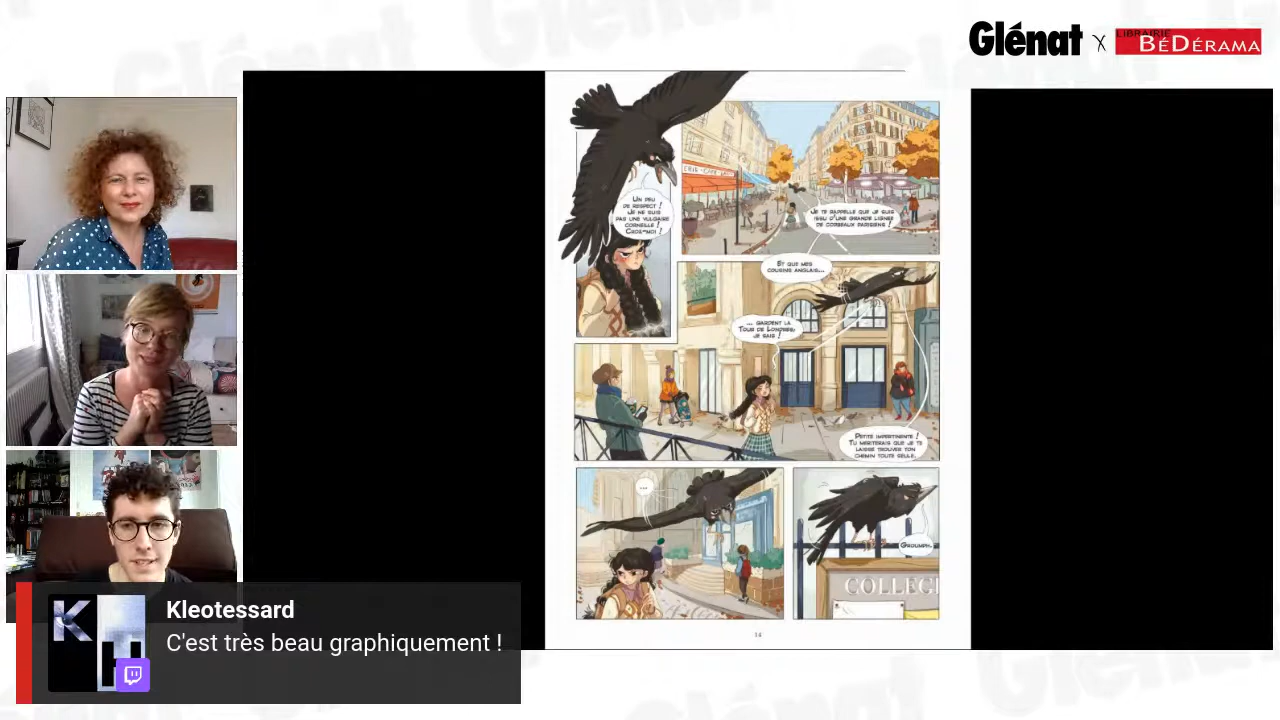 Glénat X LIBRAIRIE
BÉDÉRAMA
UN PEU
DE RESPECT !
JE NE SUIS
PAS UNE VULGAIRE
CORNEILLE !
CROIS-MOI !
JE TE RAPPELLE QUE JE SUIS
ISSU D'UNE GRANDE LIGNÉE
DE CORBEAUX PARISIENS !
ET QUE MES
COUSINS ANGLAIS...
... GARDENT LA
TOUR DE LONDRES,
JE SAIS !
PETITE IMPERTINENTE !
TU MÉRITERAIS QUE JE TE
LAISSE TROUVER TON
CHEMIN TOUTE SEULE.
...
GROUMPH.
COLLEG
14
Kleotessard
C'est très beau graphiquement !